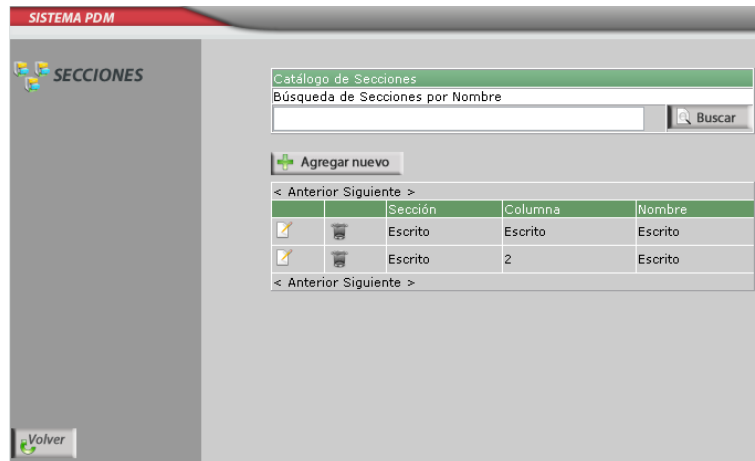 SISTEMA PDM
SECCIONES
Catálogo de Secciones
Búsqueda de Secciones por Nombre
Buscar
Agregar nuevo
< Anterior Siguiente >
Sección Columna Nombre
Escrito Escrito Escrito
Escrito 2 Escrito
< Anterior Siguiente >
Volver